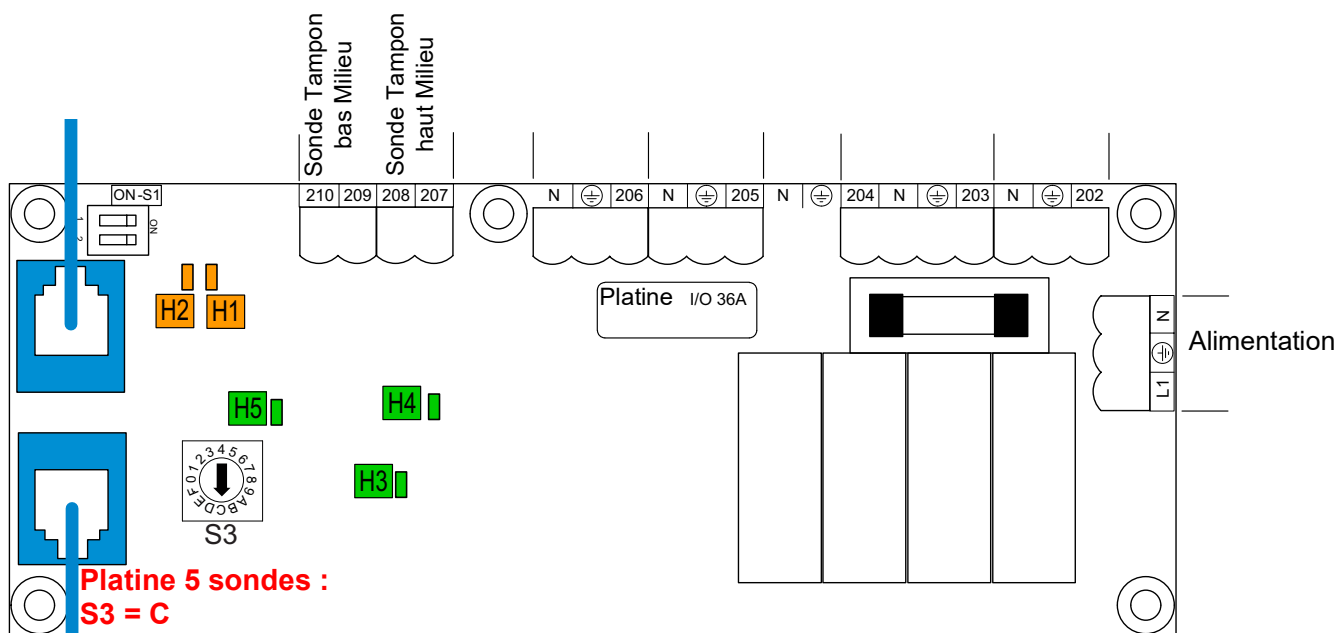 Sonde Tampon
bas Milieu
Sonde Tampon
haut Milieu
ON-S1
1
2
ON
210 209 208 207
N 206 N 205 N 204 N 203 N 202
H2 H1
Platine I/O 36A
N
L1
Alimentation
H5
H4
H3
0123456789ABCDEF
S3
Platine 5 sondes :
S3 = C